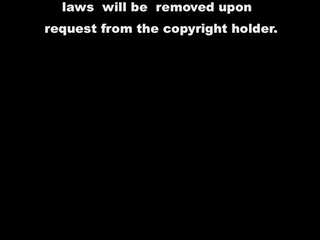 laws will be removed upon
request from the copyright holder.